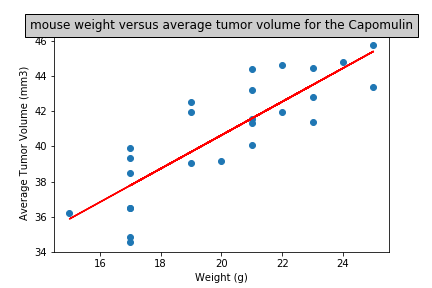 mouse weight versus average tumor volume for the Capomulin
46
44
42
40
38
36
34
Average Tumor Volume (mm3)
16 18 20 22 24
Weight (g)